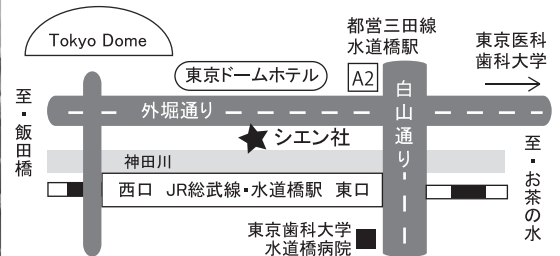 Tokyo Dome
都営三田線
水道橋駅
東京医科
歯科大学
東京ドームホテル
A2
至・飯田橋
外堀通り
白山通り
シエン社
神田川
至・お茶の水
西口 JR総武線・水道橋駅 東口
東京歯科大学
水道橋病院